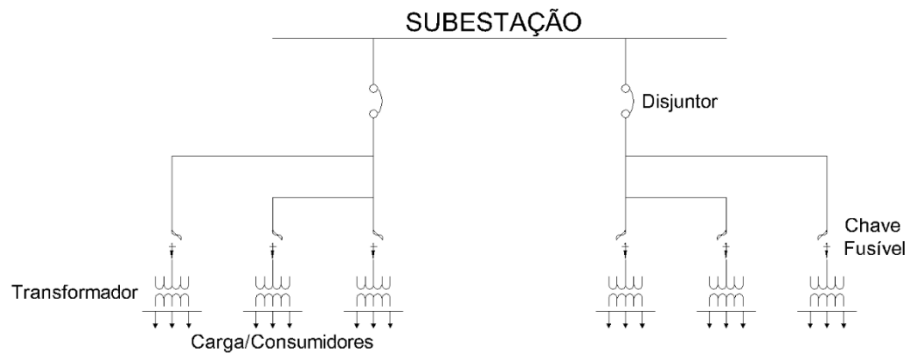 SUBESTAÇÃO
Disjuntor
Chave
Fusível
Transformador
Carga/Consumidores